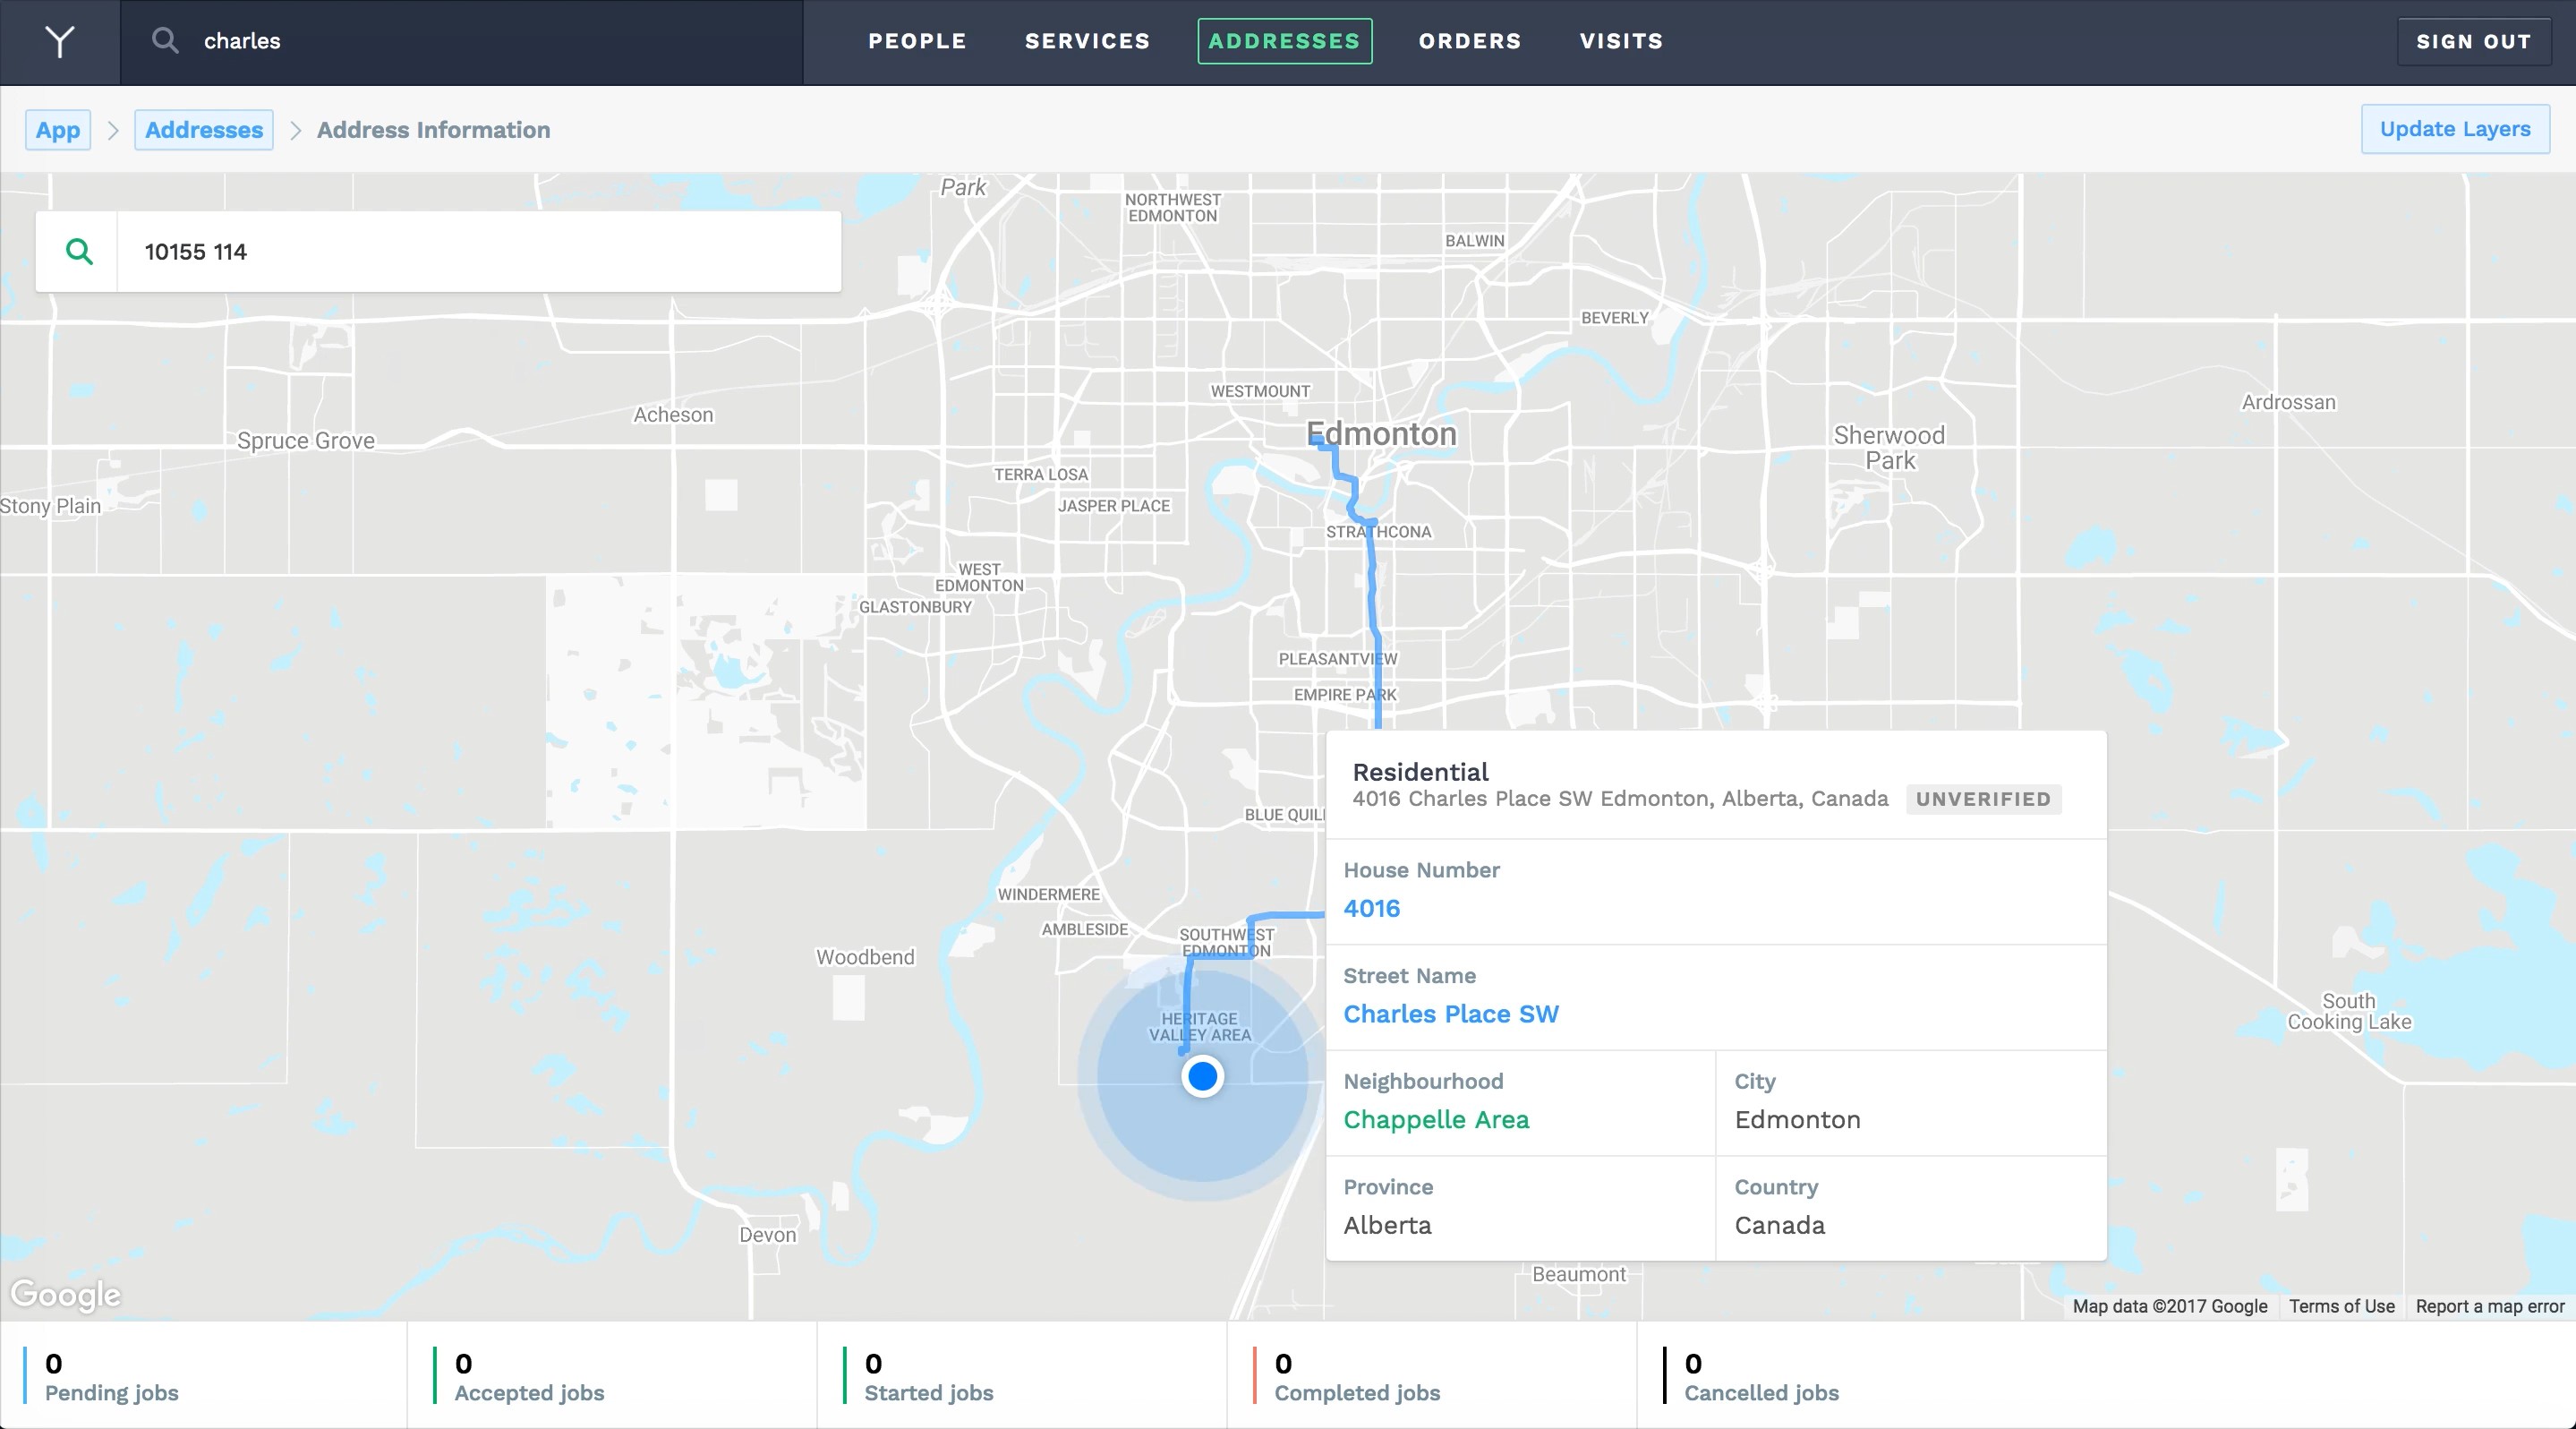 charles
PEOPLE
SERVICES
ADDRESSES
ORDERS
VISITS
SIGN OUT
App
Addresses
Address Information
Update Layers
10155 114
Park
NORTHWEST
EDMONTON
BALWIN
BEVERLY
WESTMOUNT
Edmonton
Acheson
Spruce Grove
Ardrossan
Sherwood
Park
TERRA LOSA
Stony Plain
JASPER PLACE
STRATHCONA
WEST
EDMONTON
GLASTONBURY
PLEASANTVIEW
EMPIRE PARK
BLUE QUIL
WINDERMERE
AMBLESIDE
SOUTHWEST
EDMONTON
Woodbend
HERITAGE
VALLEY AREA
South
Cooking Lake
Devon
Beaumont
Residential
4016 Charles Place SW Edmonton, Alberta, Canada
UNVERIFIED
House Number
4016
Street Name
Charles Place SW
Neighbourhood
Chappelle Area
City
Edmonton
Province
Alberta
Country
Canada
Google
Map data ©2017 Google
Terms of Use
Report a map error
0
Pending jobs
0
Accepted jobs
0
Started jobs
0
Completed jobs
0
Cancelled jobs